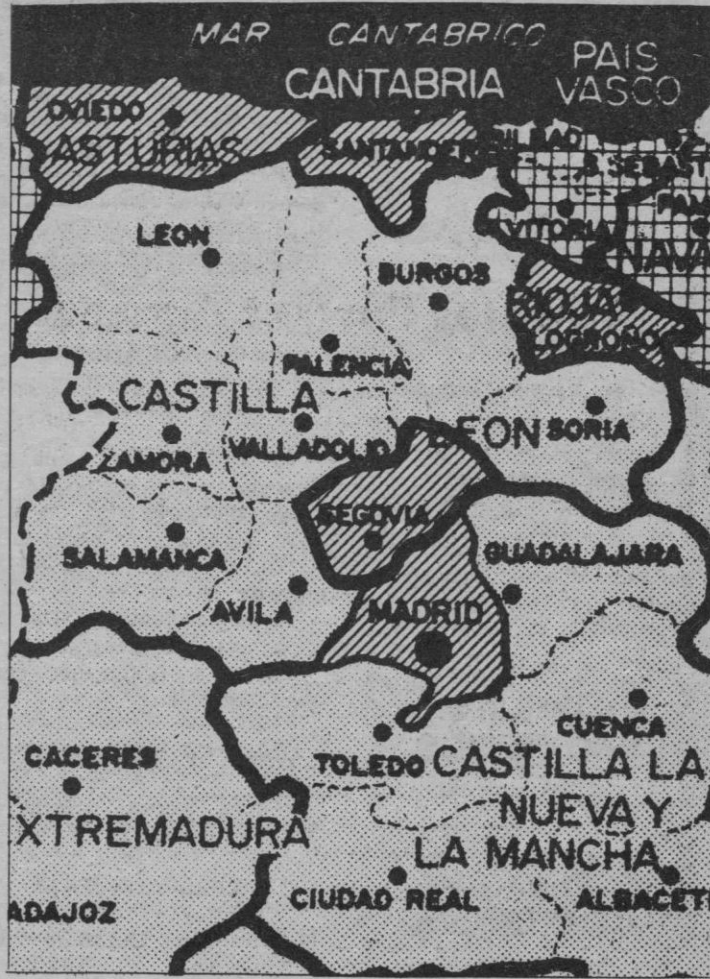 MAR CANTABRICO
CANTABRIA
PAIS
VASCO
OVIEDO
ASTURIAS
SANTANDER
VITORIA
LEON
BURGOS
RIOJA
LOGROÑO
PALENCIA
CASTILLA
LEON
SORIA
ZAMORA
VALLADOLID
SEGOVIA
SALAMANCA
GUADALAJARA
AVILA
MADRID
CUENCA
CACERES
TOLEDO
CASTILLA LA
NUEVA Y
LA MANCHA
XTREMADURA
CIUDAD REAL
ALBACET
ADAJOZ